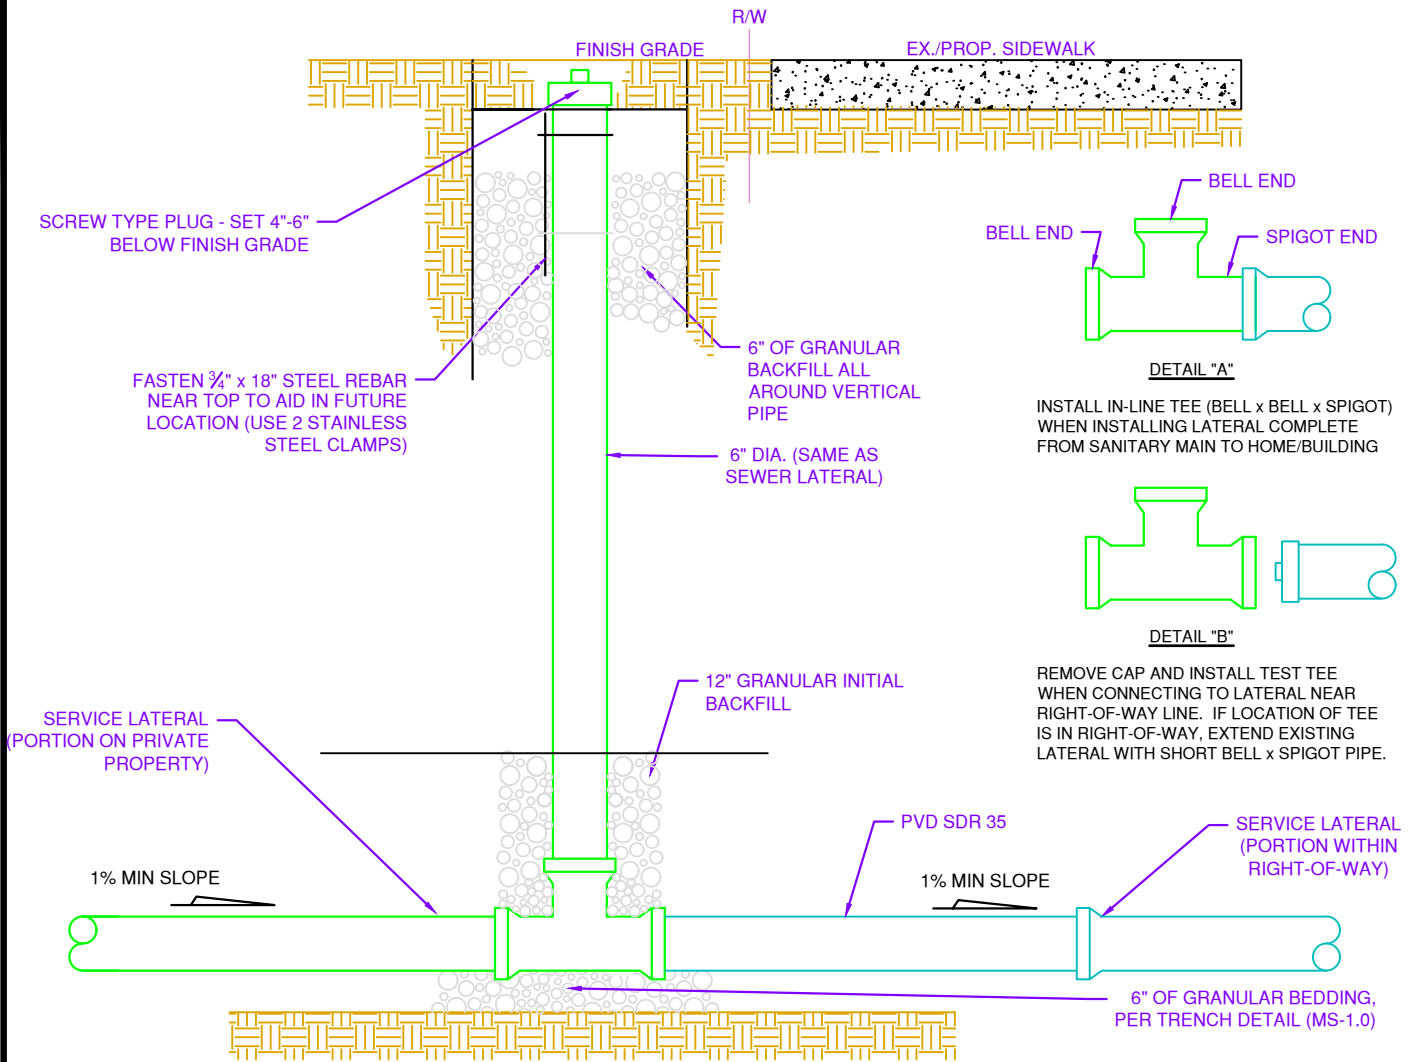 R/W
FINISH GRADE
EX./PROP. SIDEWALK
SCREW TYPE PLUG - SET 4"-6"
BELOW FINISH GRADE
BELL END
BELL END
SPIGOT END
FASTEN 3/4" x 18" STEEL REBAR
NEAR TOP TO AID IN FUTURE
LOCATION (USE 2 STAINLESS
STEEL CLAMPS)
6" OF GRANULAR
BACKFILL ALL
AROUND VERTICAL
PIPE
6" DIA. (SAME AS
SEWER LATERAL)
DETAIL "A"
INSTALL IN-LINE TEE (BELL x BELL x SPIGOT)
WHEN INSTALLING LATERAL COMPLETE
FROM SANITARY MAIN TO HOME/BUILDING
DETAIL "B"
REMOVE CAP AND INSTALL TEST TEE
WHEN CONNECTING TO LATERAL NEAR
RIGHT-OF-WAY LINE. IF LOCATION OF TEE
IS IN RIGHT-OF-WAY, EXTEND EXISTING
LATERAL WITH SHORT BELL x SPIGOT PIPE.
12" GRANULAR INITIAL
BACKFILL
SERVICE LATERAL
(PORTION ON PRIVATE
PROPERTY)
PVD SDR 35
SERVICE LATERAL
(PORTION WITHIN
RIGHT-OF-WAY)
1% MIN SLOPE
1% MIN SLOPE
6" OF GRANULAR BEDDING,
PER TRENCH DETAIL (MS-1.0)